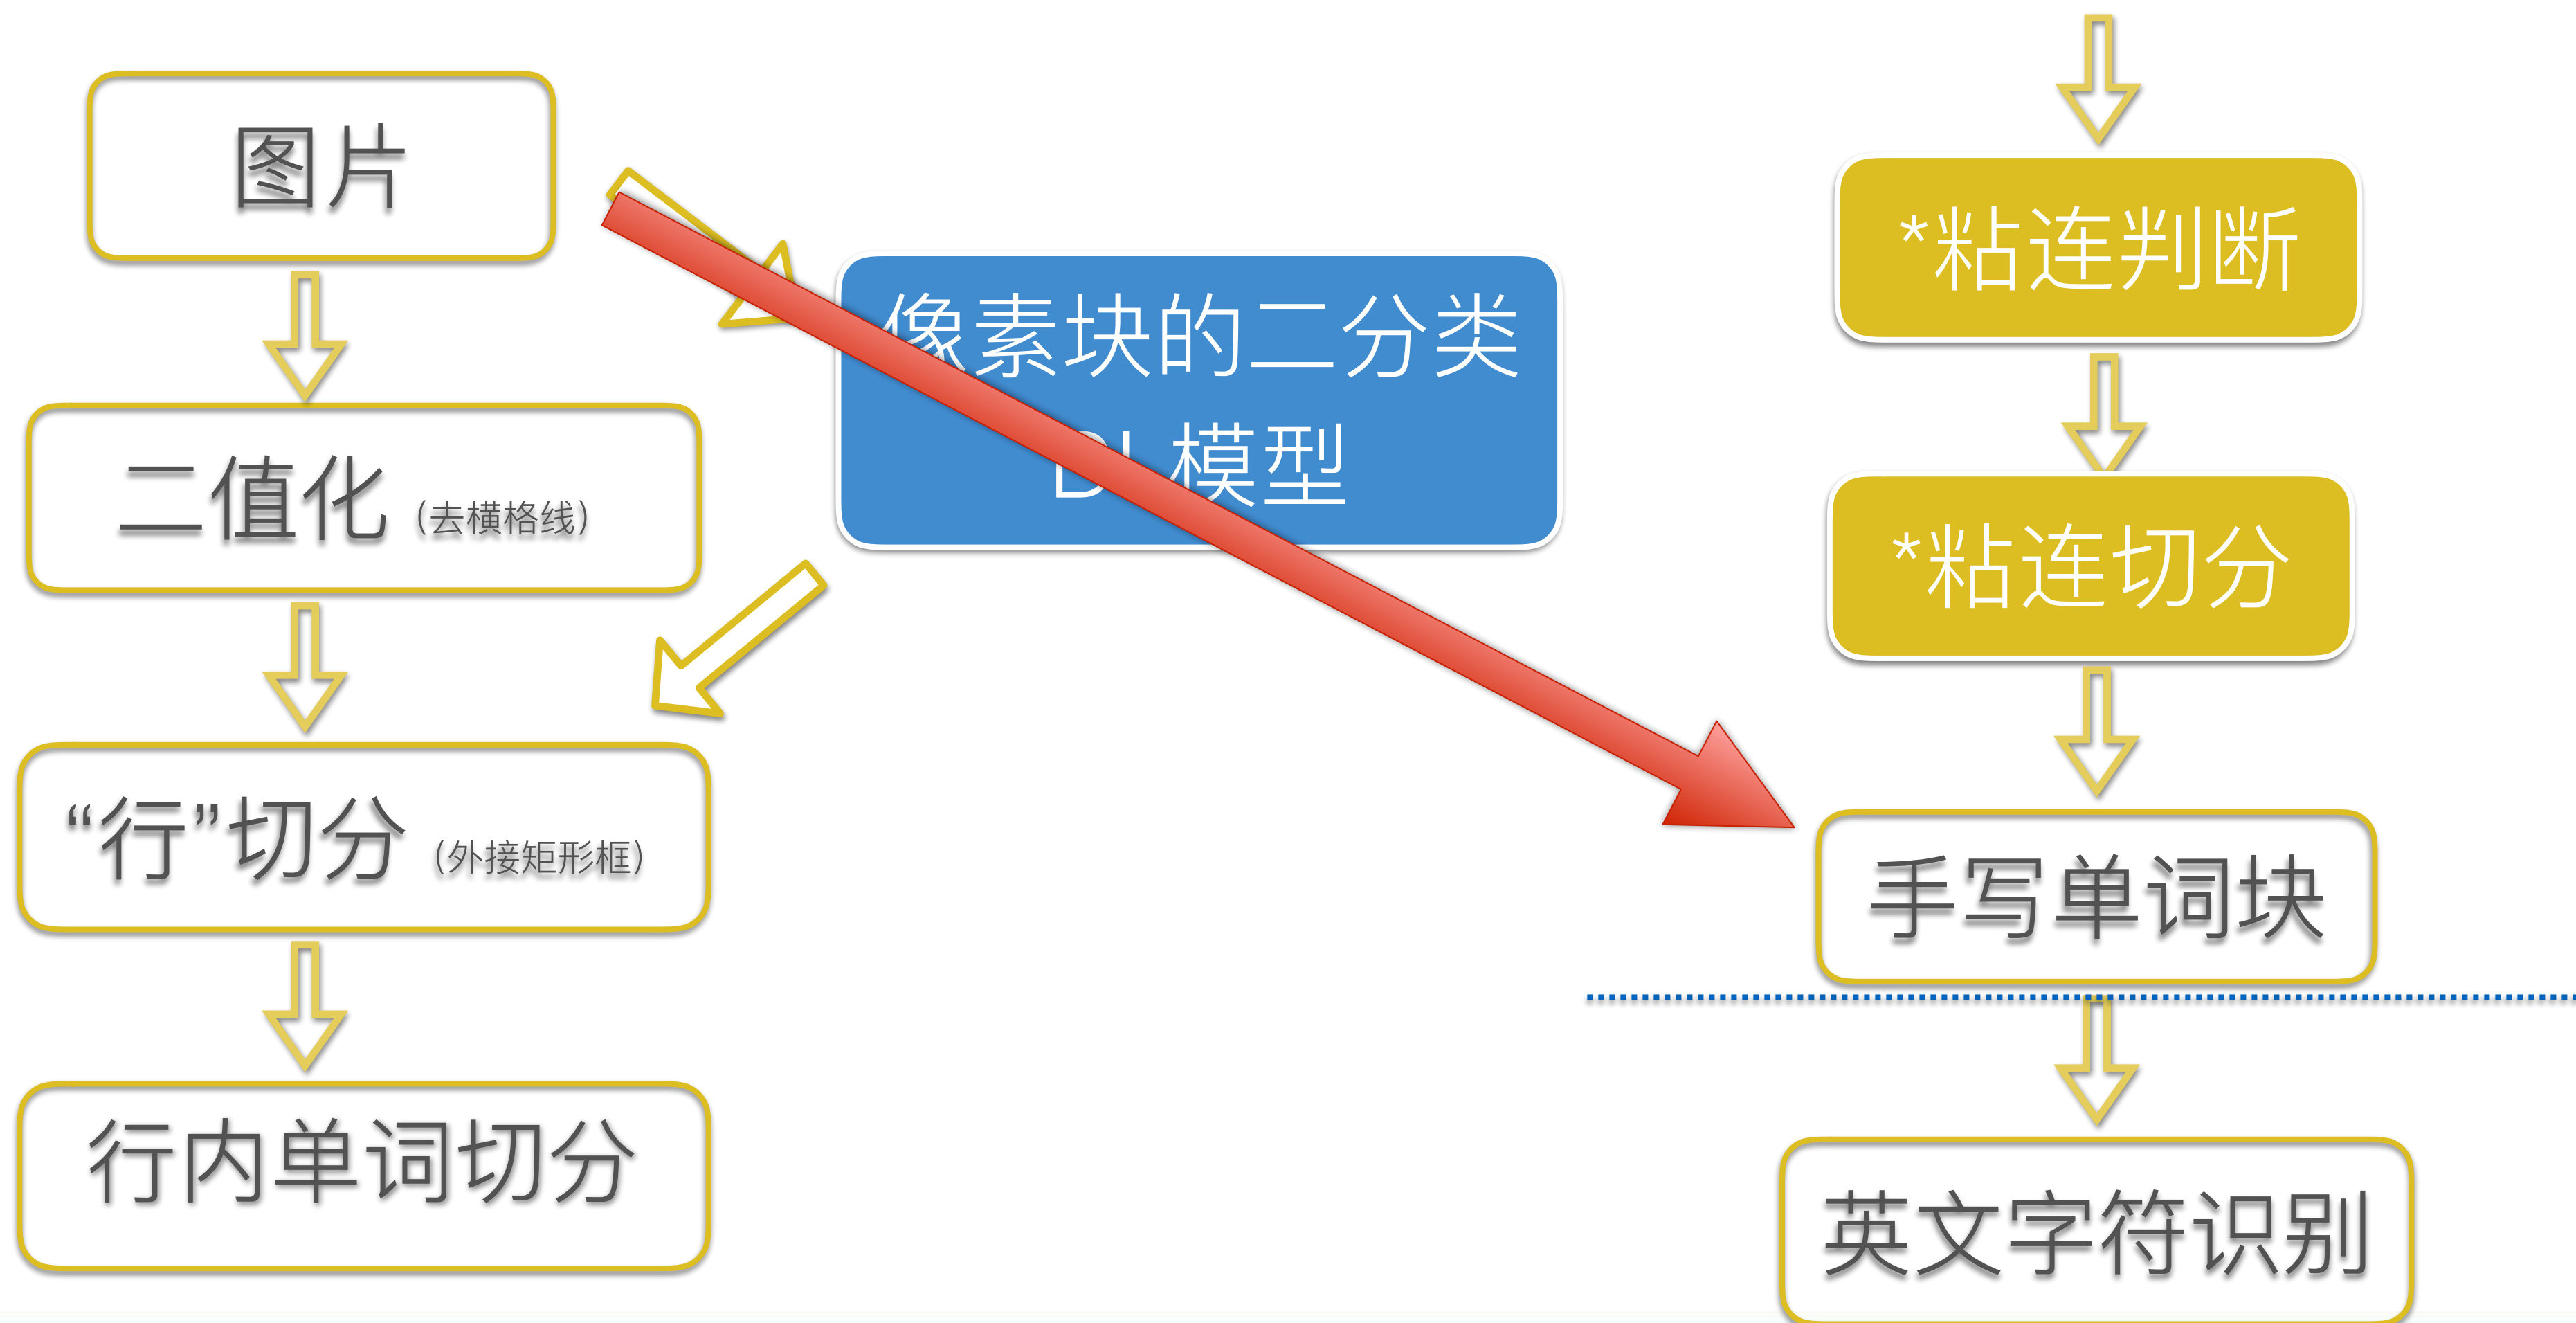 图片
二值化（去横格线）
“行”切分（外接矩形框）
行内单词切分
像素块的二分类
DL模型
*粘连判断
*粘连切分
手写单词块
英文字符识别